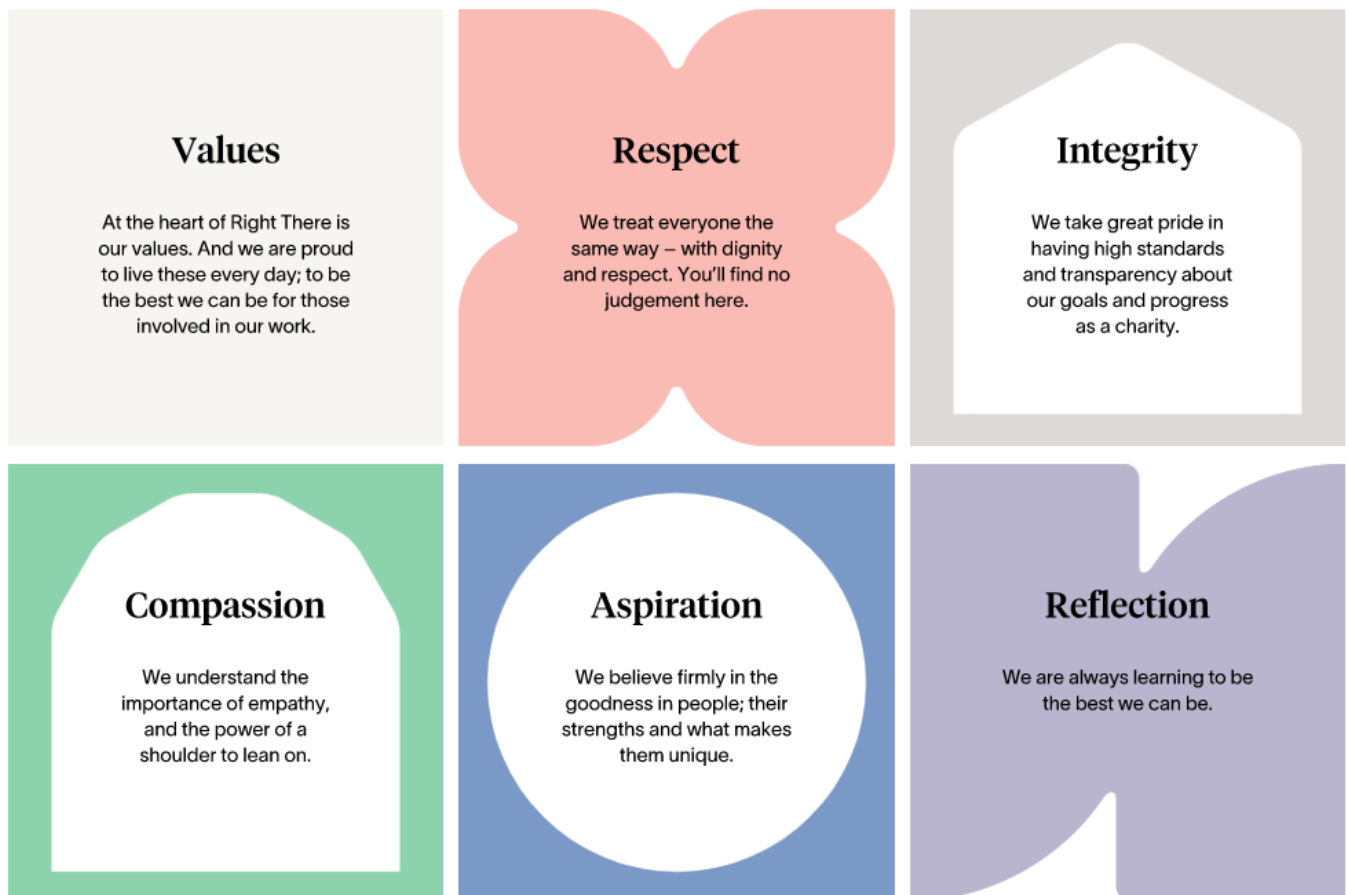 Values
At the heart of Right There is
our values. And we are proud
to live these every day; to be
the best we can be for those
involved in our work.
Respect
We treat everyone the
same way – with dignity
and respect. You’ll find no
judgement here.
Integrity
We take great pride in
having high standards
and transparency about
our goals and progress
as a charity.
Compassion
We understand the
importance of empathy,
and the power of a
shoulder to lean on.
Aspiration
We believe firmly in the
goodness in people; their
strengths and what makes
them unique.
Reflection
We are always learning to be
the best we can be.